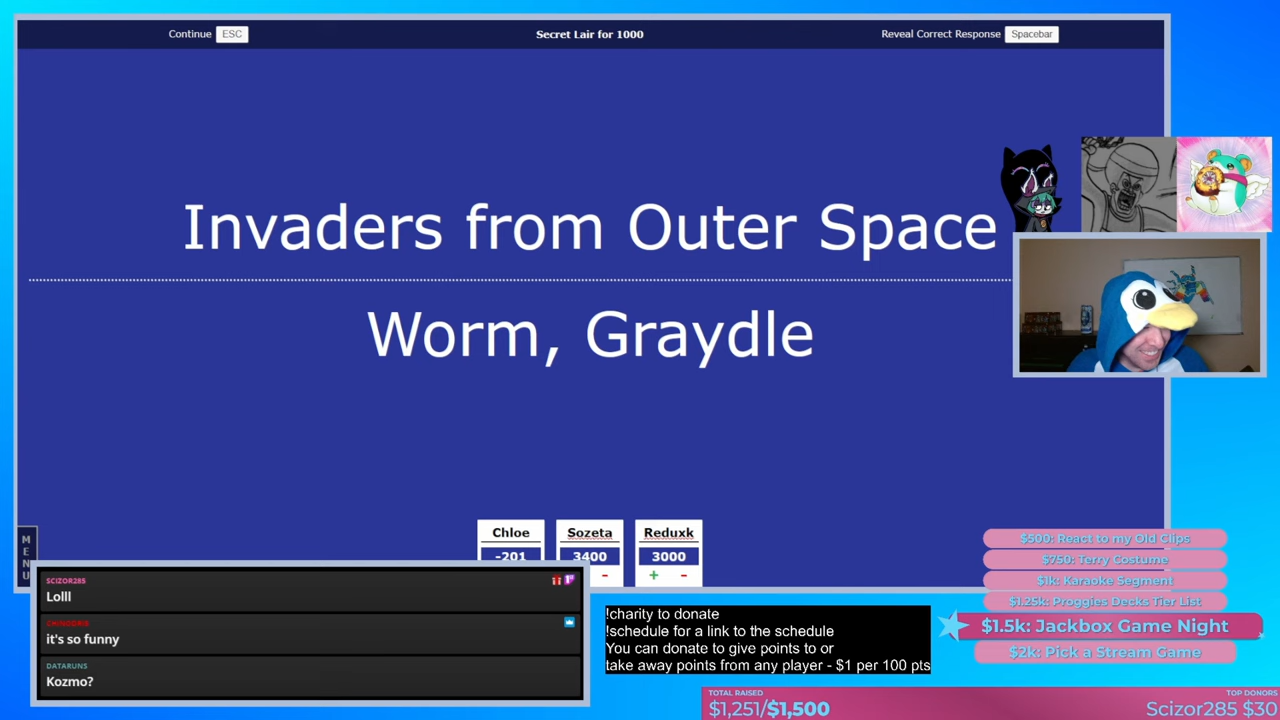 Continue ESC
Secret Lair for 1000
Reveal Correct Response Spacebar
Invaders from Outer Space
Worm, Graydle
MENU
Chloe
-201
Sozeta
3400
-
Reduxk
3000
+ -
SCIZOR285
Lolll
it's so funny
DATARUNS
Kozmo?
!charity to donate
!schedule for a link to the schedule
You can donate to give points to or
take away points from any player - $1 per 100 pts
$500: React to my Old Clips
$750: Terry Costume
$1k: Karaoke Segment
$1.25k: Proggies Decks Tier List
$1.5k: Jackbox Game Night
$2k: Pick a Stream Game
TOTAL RAISED
$1,251/$1,500
TOP DONORS
Scizor285 $30